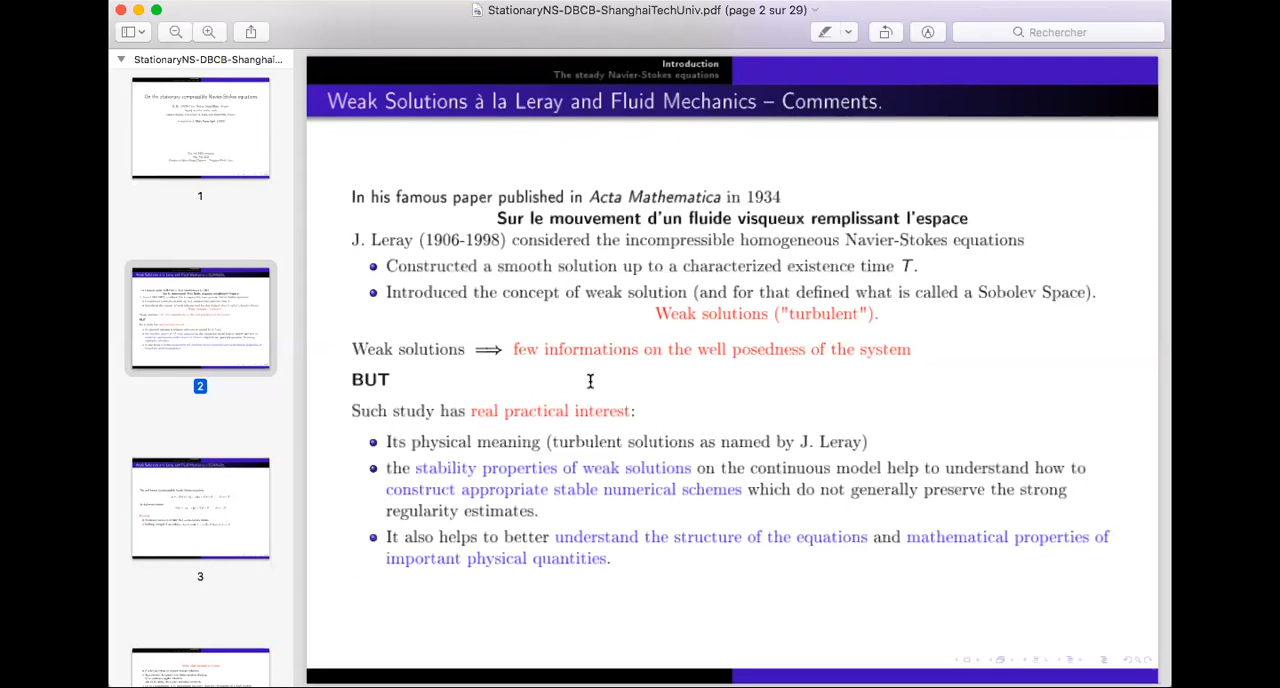 StationaryNS-DBCB-ShanghaiTechUniv.pdf (page 2 sur 29)
Rechercher
StationaryNS-DBCB-Shanghai...
1
2
3
Introduction
The steady Navier-Stokes equations
Weak Solutions à la Leray and Fluid Mechanics – Comments.
In his famous paper published in Acta Mathematica in 1934
Sur le mouvement d'un fluide visqueux remplissant l'espace
J. Leray (1906-1998) considered the incompressible homogeneous Navier-Stokes equations
Constructed a smooth solution up to a characterized existence time T.
Introduced the concept of weak solution (and for that defined to be called a Sobolev Space).
Weak solutions ("turbulent").
Weak solutions ⟹ few informations on the well posedness of the system
BUT
Such study has real practical interest:
Its physical meaning (turbulent solutions as named by J. Leray)
the stability properties of weak solutions on the continuous model help to understand how to
construct appropriate stable numerical schemes which do not generally preserve the strong
regularity estimates.
It also helps to better understand the structure of the equations and mathematical properties of
important physical quantities.